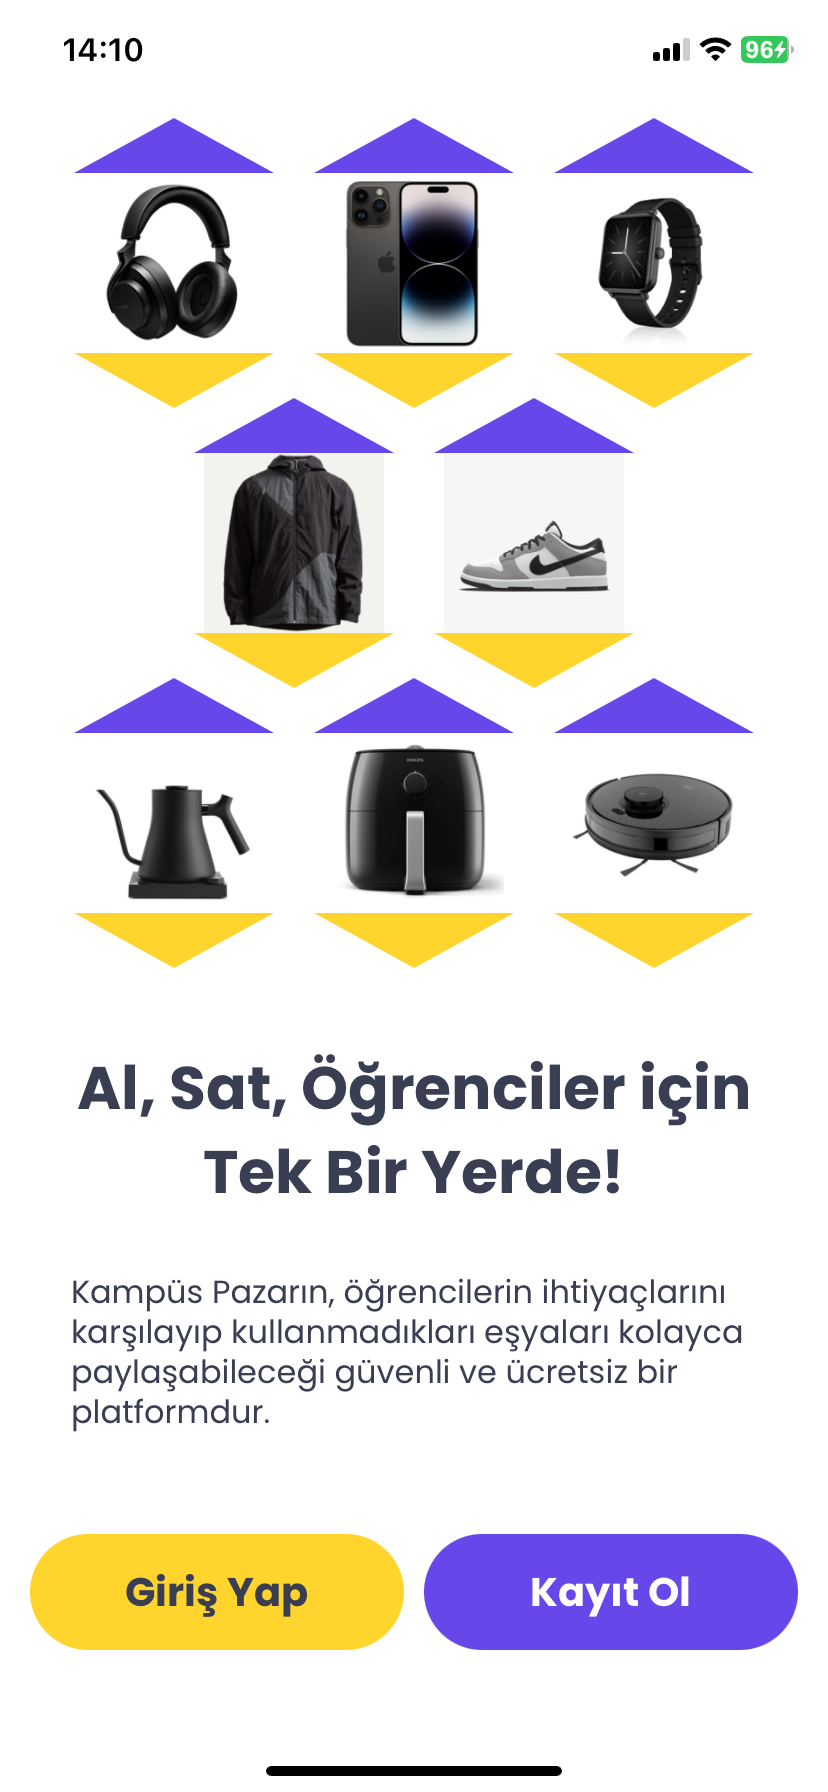 14:10
96
PHILIPS
Al, Sat, Öğrenciler için
Tek Bir Yerde!
Kampüs Pazarın, öğrencilerin ihtiyaçlarını
karşılayıp kullanmadıkları eşyaları kolayca
paylaşabileceği güvenli ve ücretsiz bir
platformdur.
Giriş Yap
Kayıt Ol